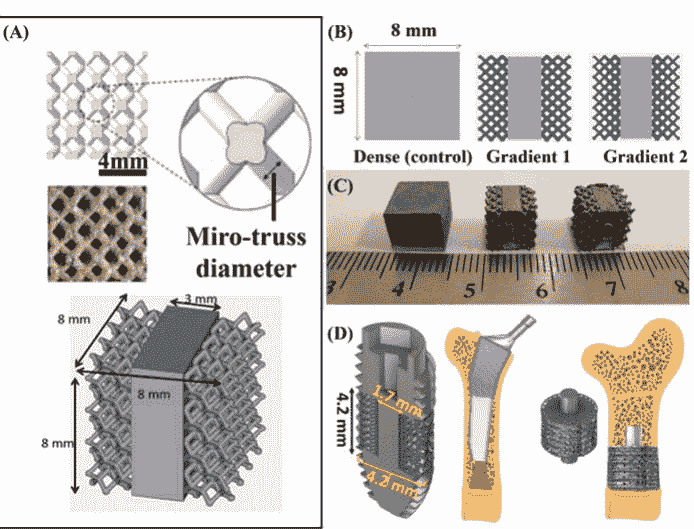 (A)
4mm
Miro-truss
diameter
3 mm
8 mm
8 mm
8 mm
(B)
8 mm
8 mm
Dense (control)
Gradient 1
Gradient 2
(C)
3 4 5 6 7 8
(D)
1.7 mm
4.2 mm
4.2 mm